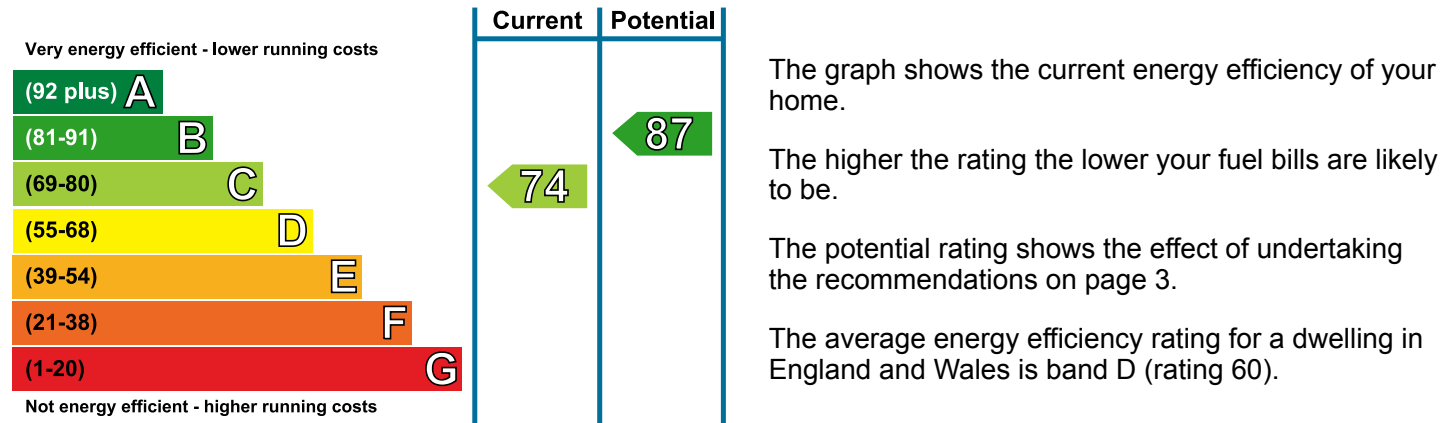 Current Potential
Very energy efficient - lower running costs
(92 plus) A
(81-91) B
87
(69-80) C
74
(55-68) D
(39-54) E
(21-38) F
(1-20) G
Not energy efficient - higher running costs
The graph shows the current energy efficiency of your
home.
The higher the rating the lower your fuel bills are likely
to be.
The potential rating shows the effect of undertaking
the recommendations on page 3.
The average energy efficiency rating for a dwelling in
England and Wales is band D (rating 60).